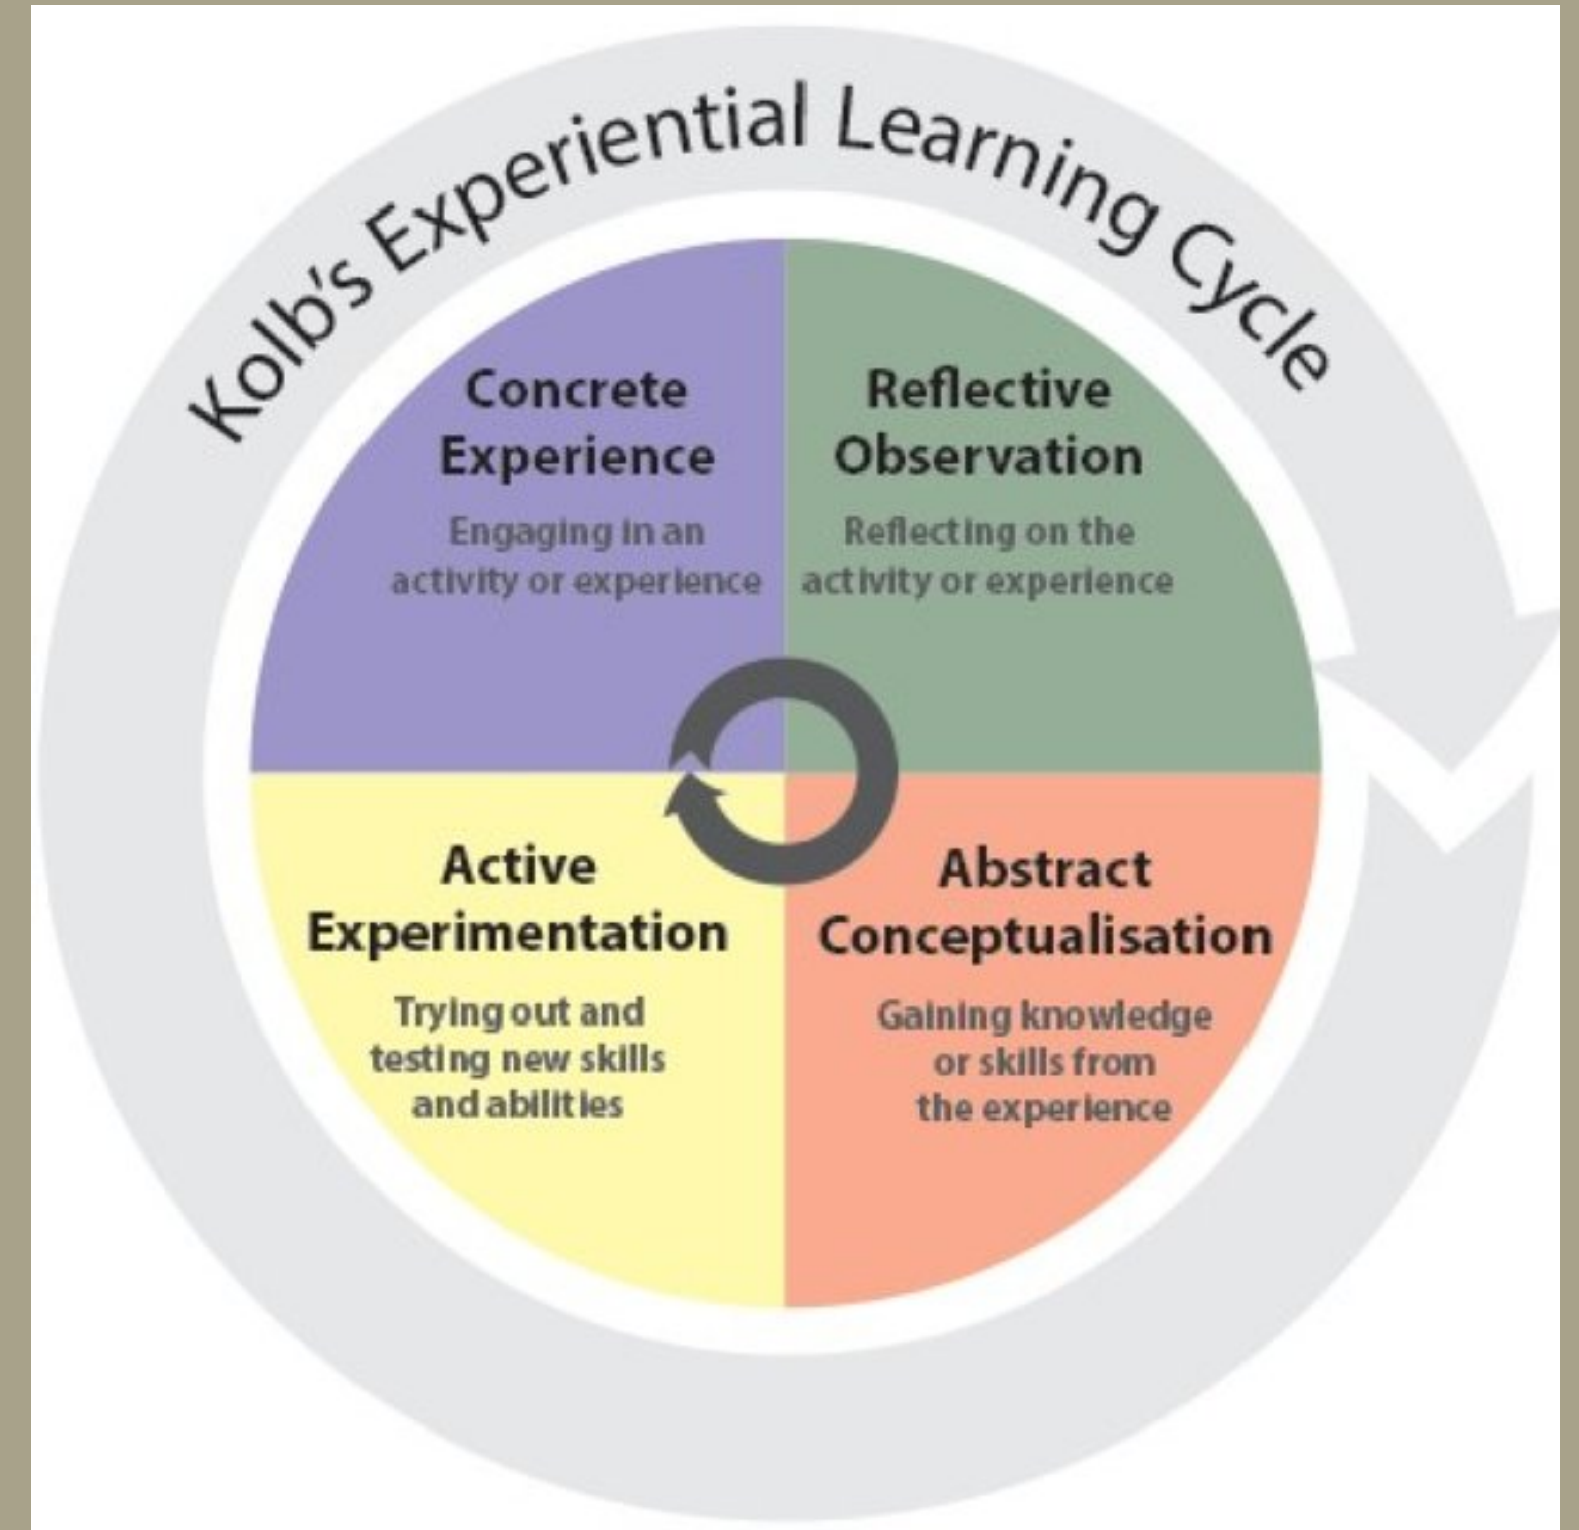 Kolb's Experiential Learning Cycle
Concrete
Experience
Engaging in an
activity or experience
Reflective
Observation
Reflecting on the
activity or experience
Active
Experimentation
Trying out and
testing new skills
and abilities
Abstract
Conceptualisation
Gaining knowledge
or skills from
the experience